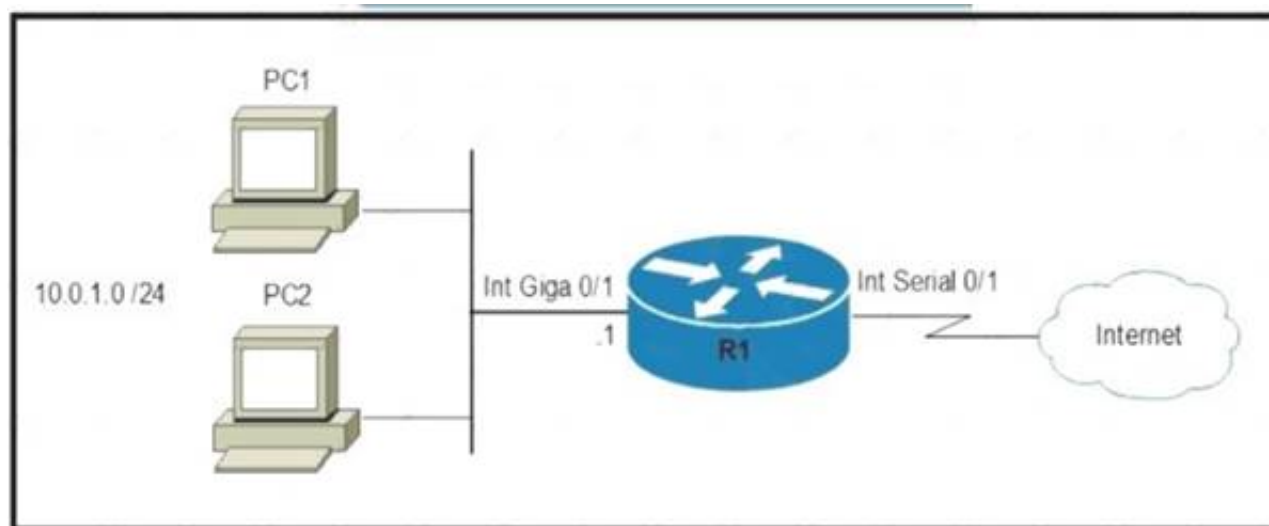 PC1
10.0.1.0 /24
PC2
Int Giga 0/1
.1
R1
Int Serial 0/1
Internet